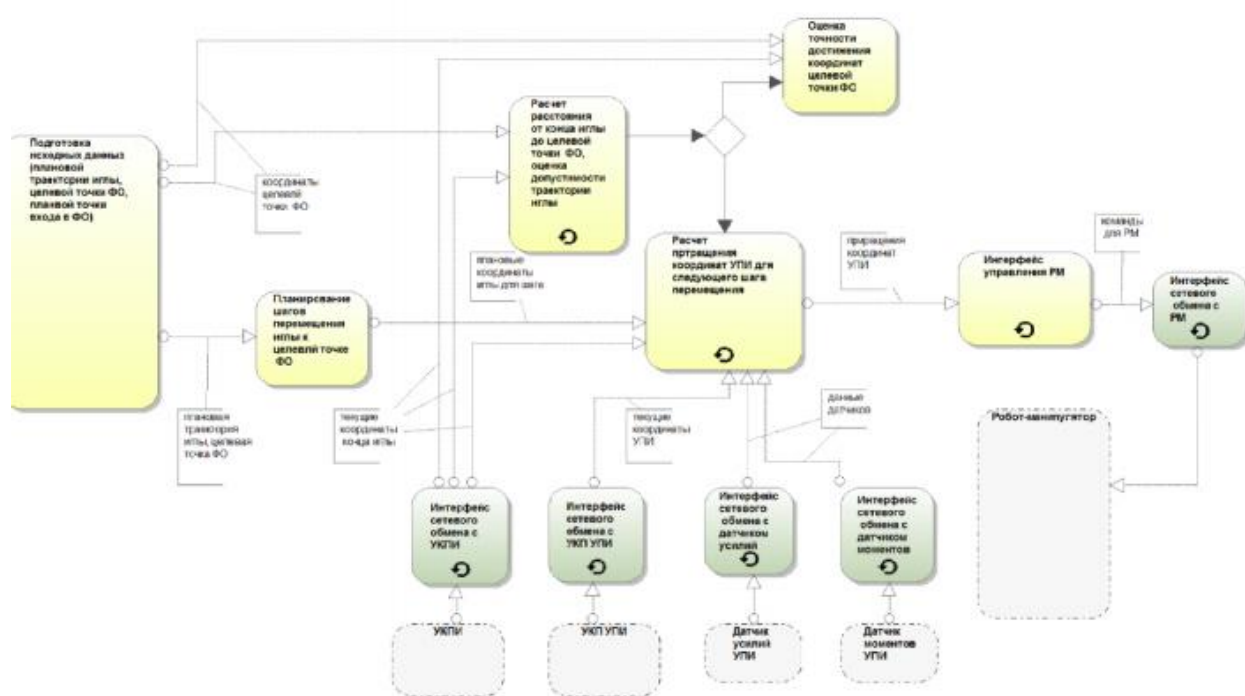 Оценка
точности
достижения
координат
целевой
точки ФО
Расчет
расстояния
от конца иглы
до целевой
точки ФО,
оценка
допустимости
траектории
иглы
Подготовка
исходных данных
(плановой
траектории иглы,
целевой точки ФО,
плавой точки
входа в ФО)
координаты
целевой
точки ФО
Расчет
пртращения
координат УПИ для
следующего шага
перемещения
плановые
координаты
иглы для шага
приращения
координат
УПИ
команды
для РМ
Интерфейс
управления РМ
Интерфейс
сетевого
обмена с
РМ
Планирование
шагов
перемещения
иглы к
целевой точке
ФО
плановая
траектория
иглы, целевая
точка ФО
текущие
координаты
конца иглы
текущие
координаты
УПИ
данные
датчиков
Робот-манипулятор
Интерфейс
сетевого
обмена с
УКПИ
Интерфейс
сетевого
обмена с
УКП УПИ
Интерфейс
сетевого
обмена с
датчиком
усилий
Интерфейс
сетевого
обмена с
датчиком
моментов
УКПИ
УКП УПИ
Датчик
усилий
УПИ
Датчик
моментов
УПИ